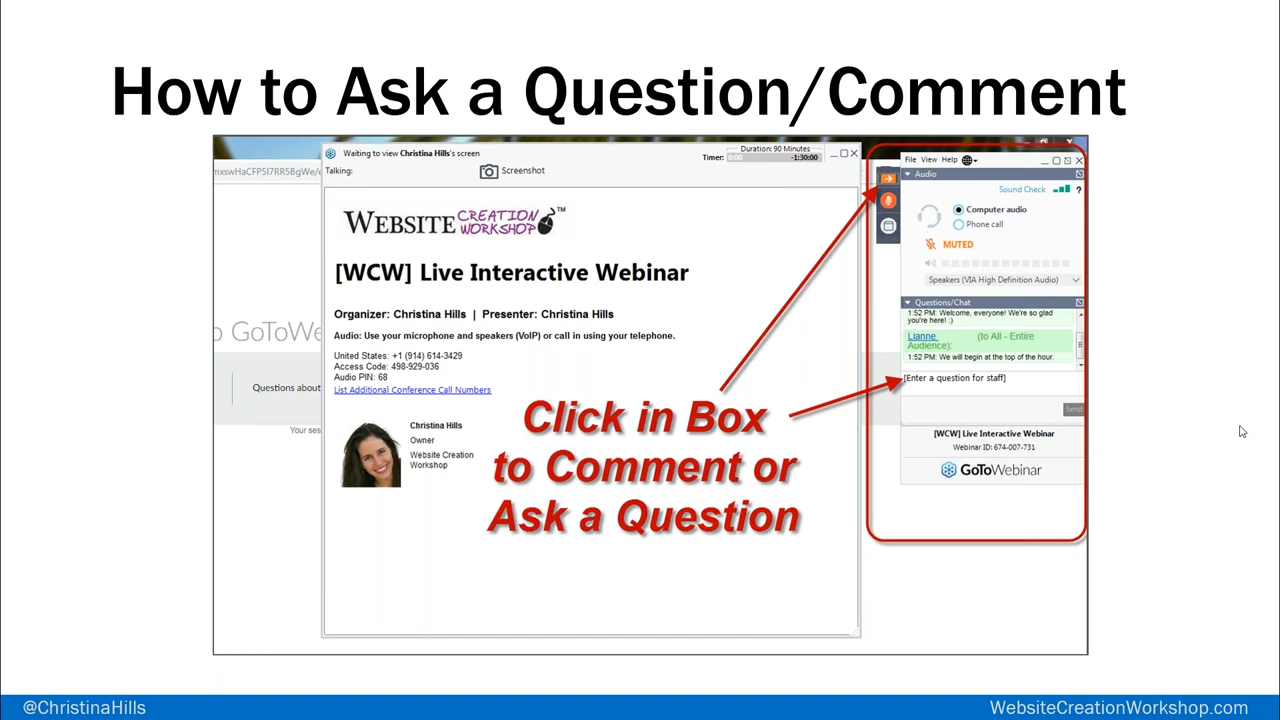 How to Ask a Question/Comment
Waiting to view Christina Hills's screen
Duration: 90 Minutes
Timer: 0:00 -1:30:00
Talking:
Screenshot
WEBSITE CREATION WORKSHOP ™
[WCW] Live Interactive Webinar
Organizer: Christina Hills | Presenter: Christina Hills
Audio: Use your microphone and speakers (VoIP) or call in using your telephone.
United States: +1 (914) 614-3429
Access Code: 498-929-036
Audio PIN: 68
List Additional Conference Call Numbers
Christina Hills
Owner
Website Creation
Workshop
Click in Box
to Comment or
Ask a Question
GoToWe
Questions about
Your ses
File View Help
Audio
Sound Check ?
Computer audio
Phone call
MUTED
Speakers (VIA High Definition Audio)
Questions/Chat
1:52 PM: Welcome, everyone! We're so glad
you're here! :)
Lianne (to All - Entire
Audience):
1:52 PM: We will begin at the top of the hour.
[Enter a question for staff]
Send
[WCW] Live Interactive Webinar
Webinar ID: 674-007-731
GoToWebinar
@ChristinaHills
WebsiteCreationWorkshop.com